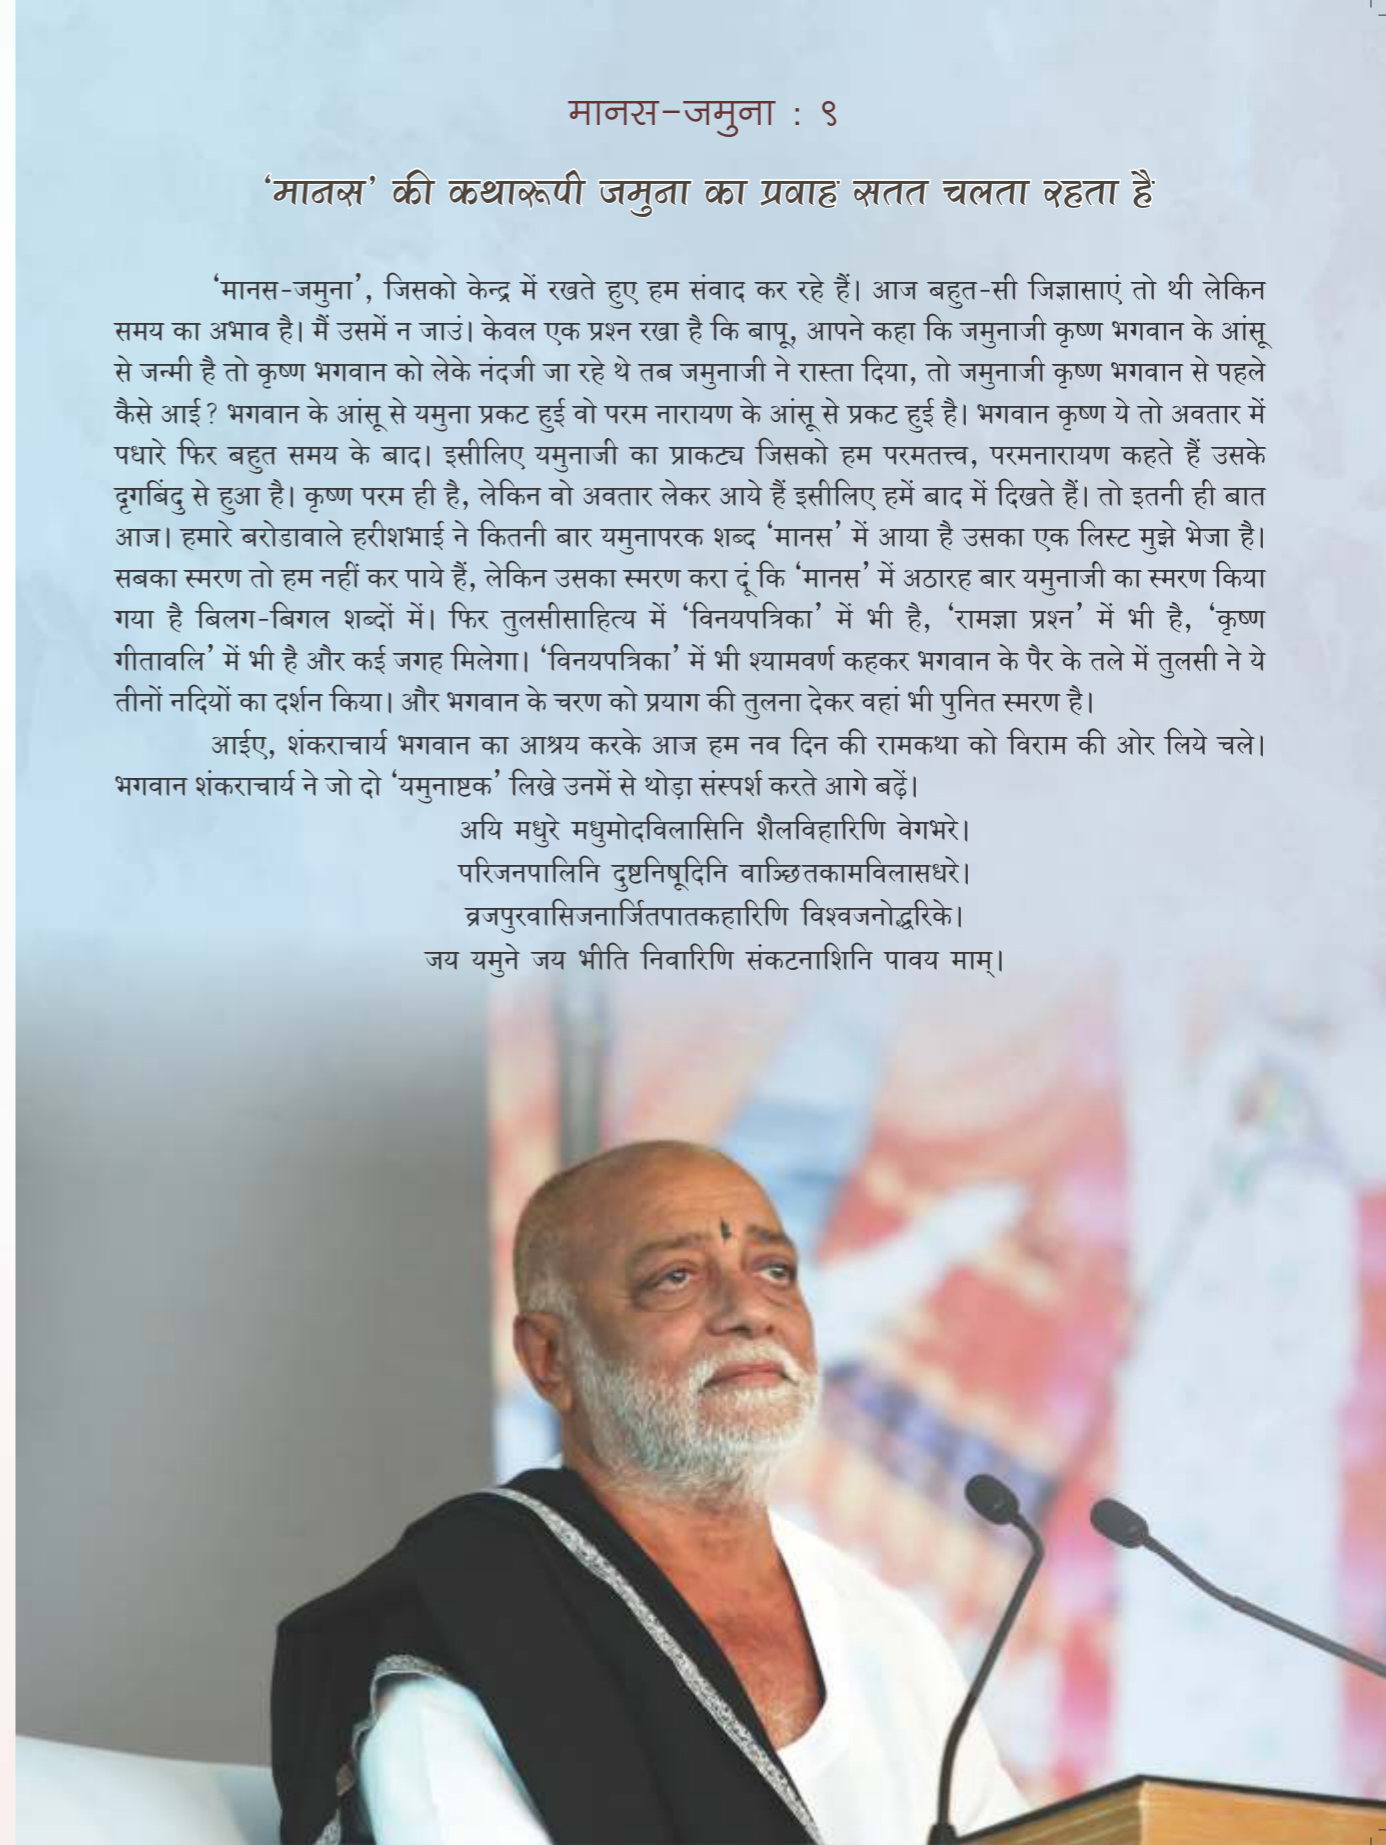 मानस-जमुना : ९
‘मानस’ की कथारूपी जमुना का प्रवाह सतत चलता रहता है
‘मानस-जमुना’, जिसको केन्द्र में रखते हुए हम संवाद कर रहे हैं। आज बहुत-सी जिज्ञासाएं तो थी लेकिन
समय का अभाव है। मैं उसमें न जाउं। केवल एक प्रश्न रखा है कि बापू, आपने कहा कि जमुनाजी कृष्ण भगवान के आंसू
से जन्मी है तो कृष्ण भगवान को लेके नंदजी जा रहे थे तब जमुनाजी ने रास्ता दिया, तो जमुनाजी कृष्ण भगवान से पहले
कैसे आई? भगवान के आंसू से यमुना प्रकट हुई वो परम नारायण के आंसू से प्रकट हुई है। भगवान कृष्ण ये तो अवतार में
पधारे फिर बहुत समय के बाद। इसीलिए यमुनाजी का प्राकट्य जिसको हम परमतत्त्व, परमनारायण कहते हैं उसके
दृगबिंदु से हुआ है। कृष्ण परम ही है, लेकिन वो अवतार लेकर आये हैं इसीलिए हमें बाद में दिखते हैं। तो इतनी ही बात
आज। हमारे बरोडावाले हरीशभाई ने कितनी बार यमुनापरक शब्द ‘मानस’ में आया है उसका एक लिस्ट मुझे भेजा है।
सबका स्मरण तो हम नहीं कर पाये हैं, लेकिन उसका स्मरण करा दूं कि ‘मानस’ में अठारह बार यमुनाजी का स्मरण किया
गया है बिलग-बिगल शब्दों में। फिर तुलसीसाहित्य में ‘विनयपत्रिका’ में भी है, ‘रामज्ञा प्रश्न’ में भी है, ‘कृष्ण
गीतावलि’ में भी है और कई जगह मिलेगा। ‘विनयपत्रिका’ में भी श्यामवर्ण कहकर भगवान के पैर के तले में तुलसी ने ये
तीनों नदियों का दर्शन किया। और भगवान के चरण को प्रयाग की तुलना देकर वहां भी पुनित स्मरण है।
आईए, शंकराचार्य भगवान का आश्रय करके आज हम नव दिन की रामकथा को विराम की ओर लिये चले।
भगवान शंकराचार्य ने जो दो ‘यमुनाष्टक’ लिखे उनमें से थोड़ा संस्पर्श करते आगे बढ़ें।
अयि मधुरे मधुमोदविलासिनि शैलविहारिणि वेगभरे।
परिजनपालिनि दुष्टनिषूदिनि वाञ्छितकामविलासधरे।
व्रजपुरवासिजनार्जितपातकहारिणि विश्वजनोद्धरिके।
जय यमुने जय भीति निवारिणि संकटनाशिनि पावय माम्।